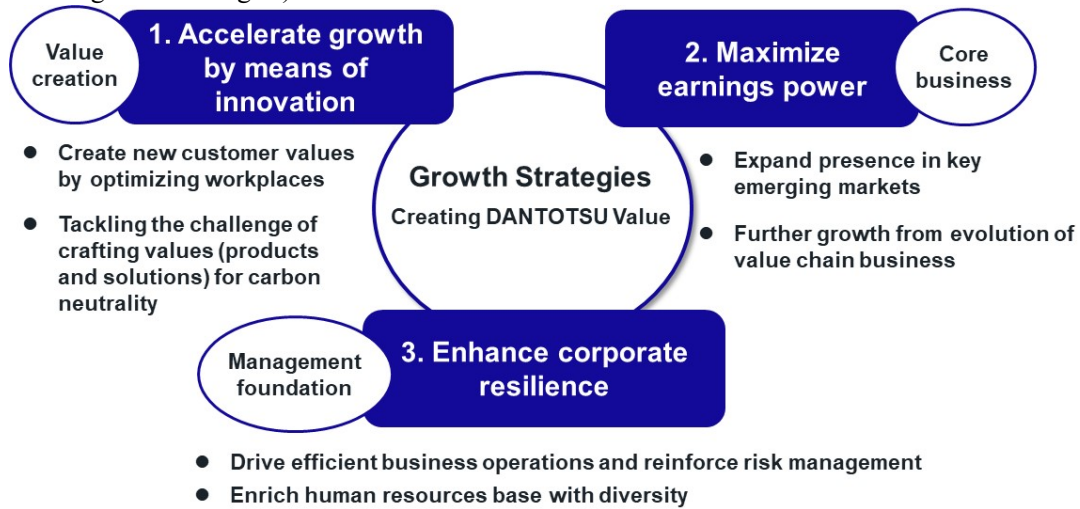 Value
creation
1. Accelerate growth
by means of
innovation
2. Maximize
earnings power
Core
business
● Create new customer values
by optimizing workplaces
● Tackling the challenge of
crafting values (products
and solutions) for carbon
neutrality
Growth Strategies
Creating DANTOTSU Value
● Expand presence in key
emerging markets
● Further growth from evolution of
value chain business
Management
foundation
3. Enhance corporate
resilience
● Drive efficient business operations and reinforce risk management
● Enrich human resources base with diversity